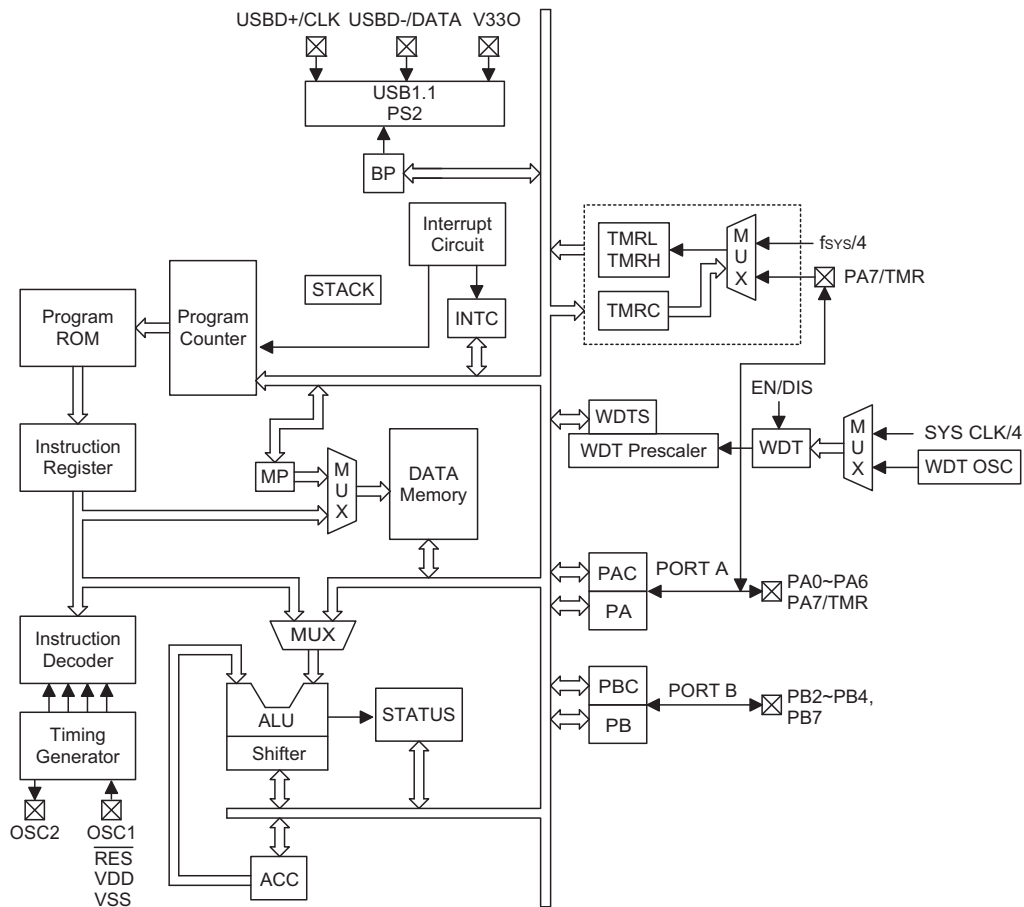 USBD+/CLK USBD-/DATA V33O
USB1.1
PS2
BP
Interrupt
Circuit
STACK
INTC
Program
ROM
Program
Counter
TMRL
TMRH
TMRC
MUX
fSYS/4
PA7/TMR
EN/DIS
WDTS
WDT Prescaler
WDT
MUX
SYS CLK/4
WDT OSC
Instruction
Register
MP
MUX
DATA
Memory
PAC
PA
PORT A
PA0~PA6
PA7/TMR
MUX
Instruction
Decoder
ALU
Shifter
STATUS
PBC
PB
PORT B
PB2~PB4,
PB7
Timing
Generator
OSC2
OSC1
RES
VDD
VSS
ACC